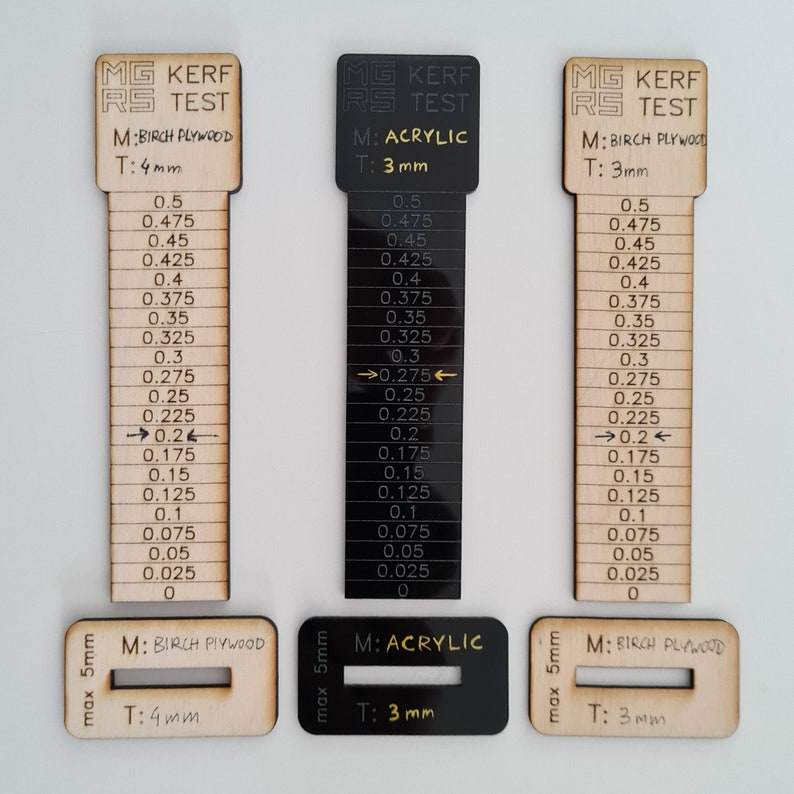 MG KERF
RS TEST
M: BIRCH PLYWOOD
T: 4mm
0.5
0.475
0.45
0.425
0.4
0.375
0.35
0.325
0.3
0.275
0.25
0.225
→ 0.2 ←
0.175
0.15
0.125
0.1
0.075
0.05
0.025
0
max 5mm
M: BIRCH PLYWOOD
T: 4mm
MG KERF
RS TEST
M: ACRYLIC
T: 3mm
0.5
0.475
0.45
0.425
0.4
0.375
0.35
0.325
0.3
→ 0.275 ←
0.25
0.225
0.2
0.175
0.15
0.125
0.1
0.075
0.05
0.025
0
max 5mm
M: ACRYLIC
T: 3mm
MG KERF
RS TEST
M: BIRCH PLYWOOD
T: 3mm
0.5
0.475
0.45
0.425
0.4
0.375
0.35
0.325
0.3
0.275
0.25
0.225
→ 0.2 ←
0.175
0.15
0.125
0.1
0.075
0.05
0.025
0
max 5mm
M: BIRCH PLYWOOD
T: 3mm